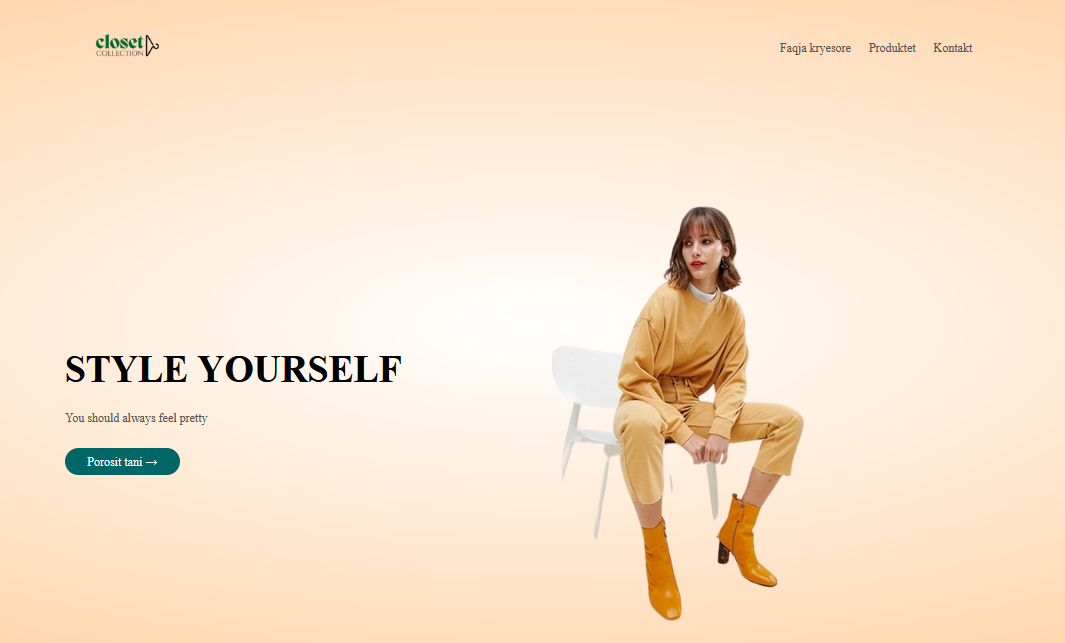 closet
COLLECTION
Faqja kryesore Produktet Kontakt
STYLE YOURSELF
You should always feel pretty
Porosit tani →